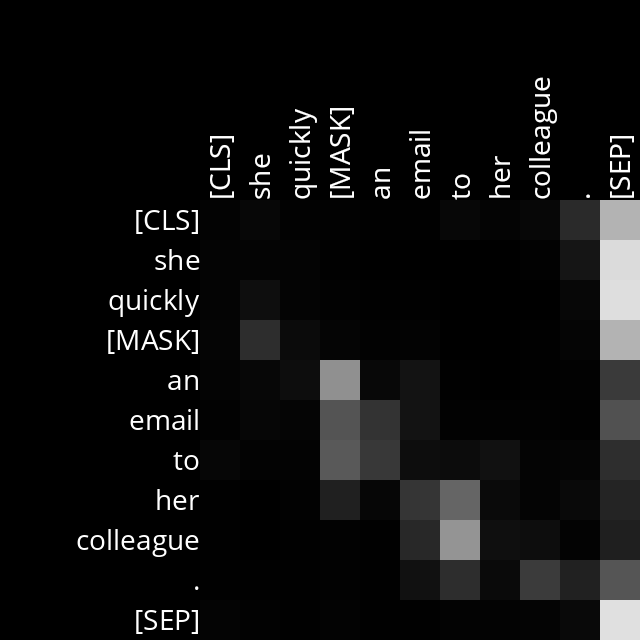 [CLS]
she
quickly
[MASK]
an
email
to
her
colleague
.
[SEP]
[CLS]
she
quickly
[MASK]
an
email
to
her
colleague
.
[SEP]